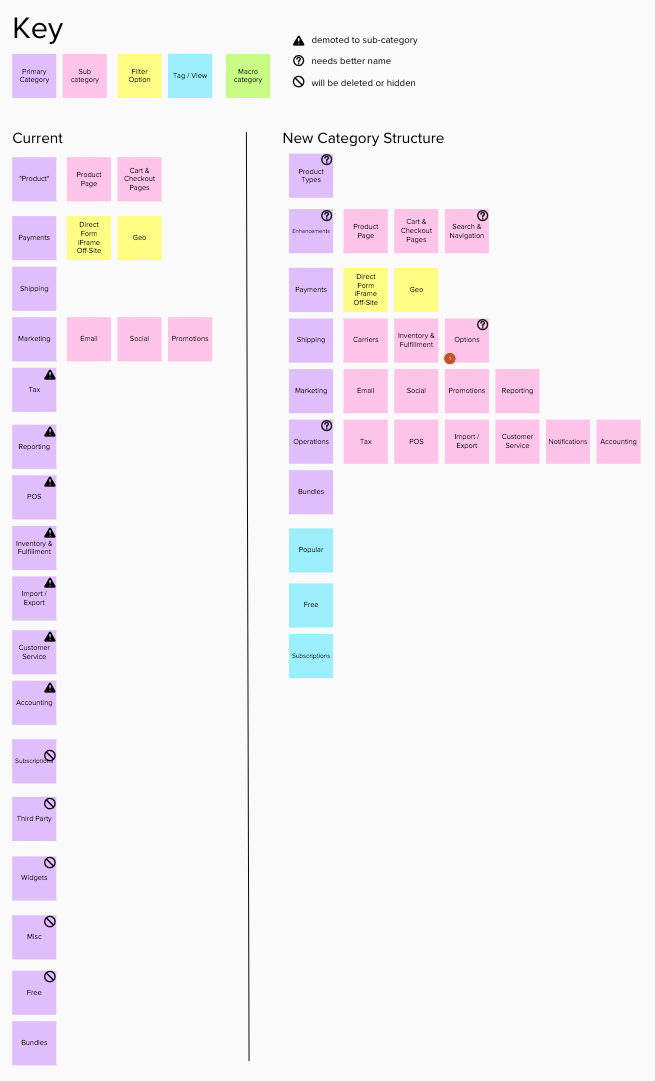 Key
demoted to sub-category
needs better name
will be deleted or hidden
Primary
Category
Sub
category
Filter
Option
Tag / View
Macro
category
Current
"Product"
Product
Page
Cart &
Checkout
Pages
Payments
Direct
Form
iFrame
Off-Site
Geo
Shipping
Marketing
Email
Social
Promotions
Tax
Reporting
POS
Inventory &
Fulfillment
Import /
Export
Customer
Service
Accounting
Subscriptions
Third Party
Widgets
Misc
Free
Bundles
New Category Structure
Product
Types
Enhancements
Product
Page
Cart &
Checkout
Pages
Search &
Navigation
Payments
Direct
Form
iFrame
Off-Site
Geo
Shipping
Carriers
Inventory &
Fulfillment
Options
Marketing
Email
Social
Promotions
Reporting
Operations
Tax
POS
Import /
Export
Customer
Service
Notifications
Accounting
Bundles
Popular
Free
Subscriptions